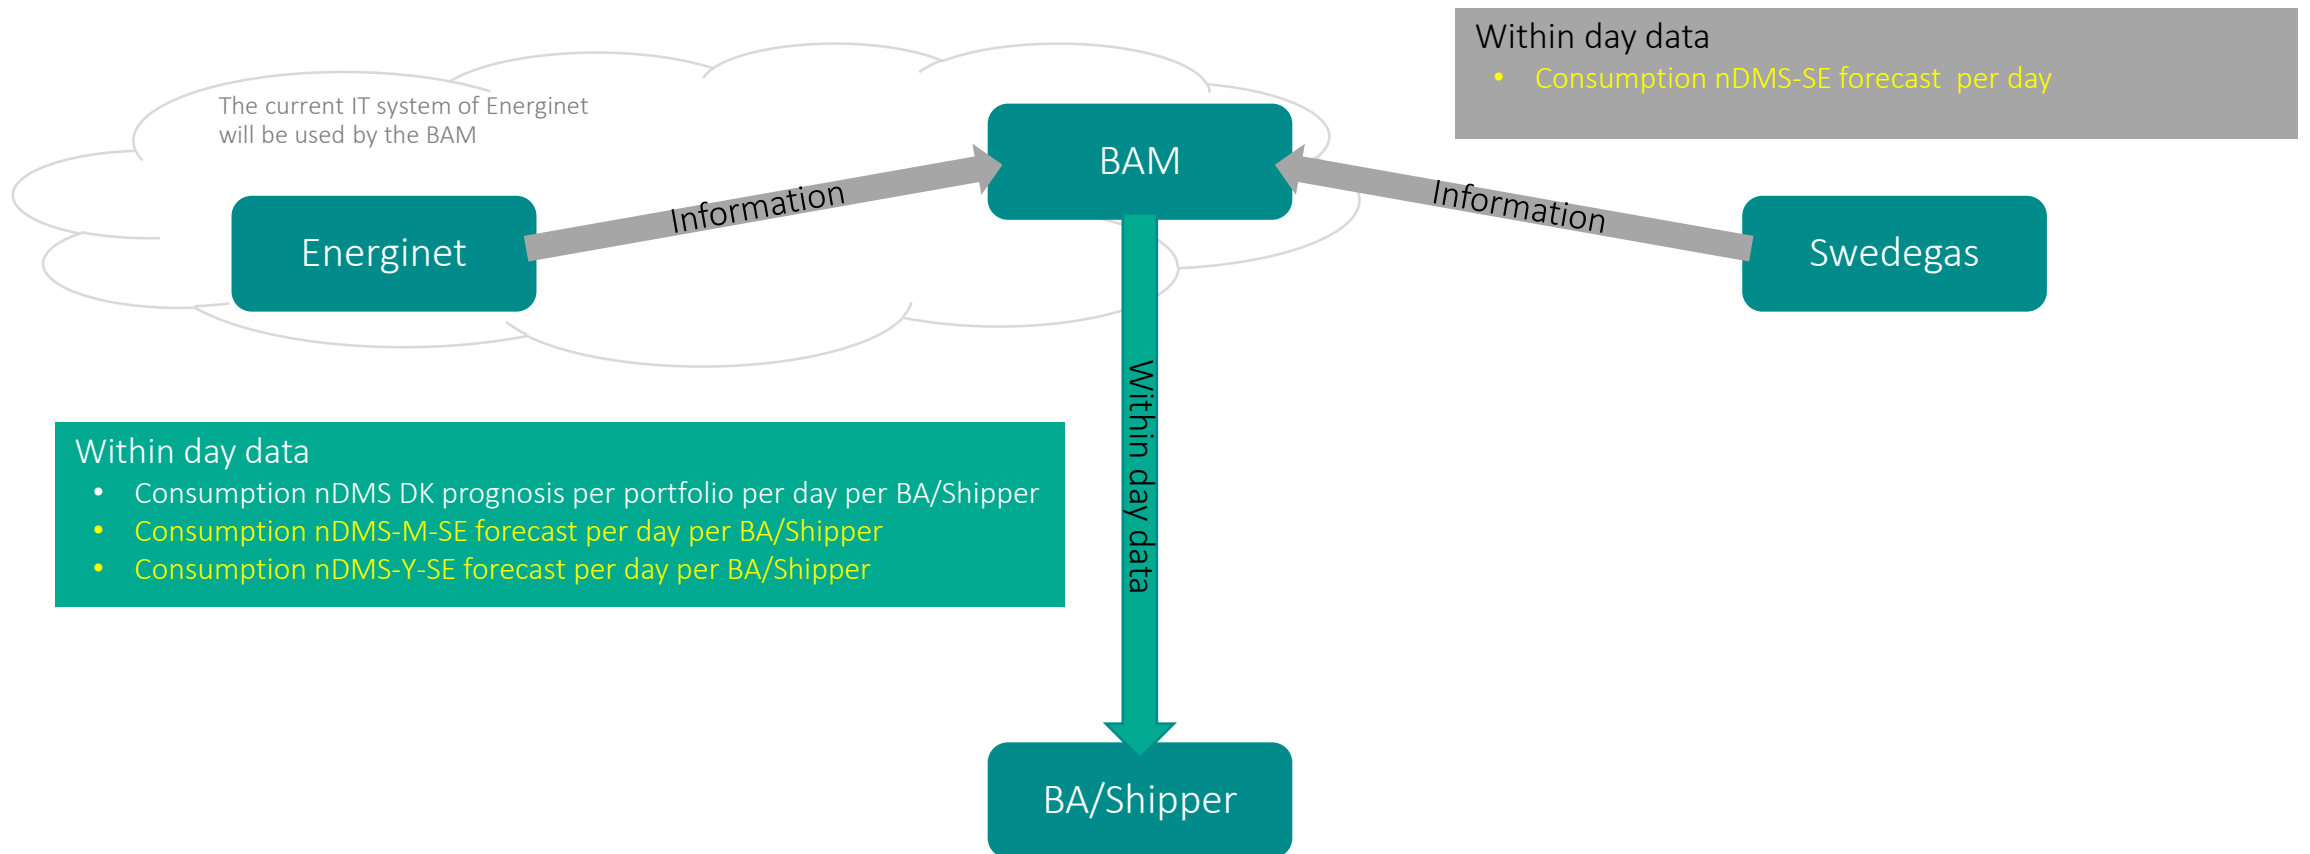 Within day data
• Consumption nDMS-SE forecast  per day
The current IT system of Energinet
will be used by the BAM
BAM
Information
Information
Energinet
Swedegas
Within day data
Within day data
• Consumption nDMS DK prognosis per portfolio per day per BA/Shipper
• Consumption nDMS-M-SE forecast per day per BA/Shipper
• Consumption nDMS-Y-SE forecast per day per BA/Shipper
BA/Shipper